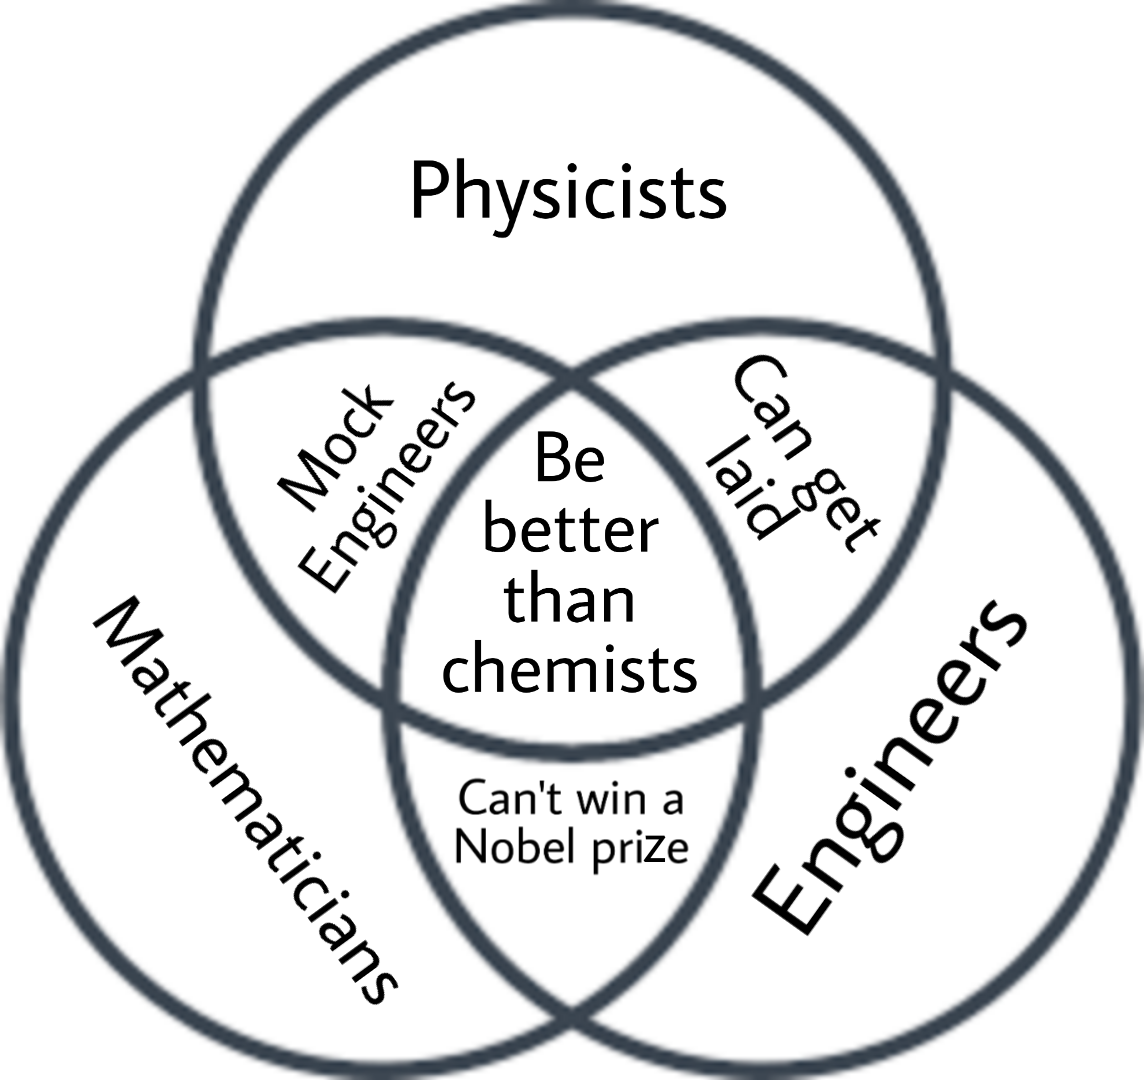 Physicists
Mock
Engineers
Can get
laid
Be
better
than
chemists
Mathematicians
Engineers
Can't win a
Nobel prize